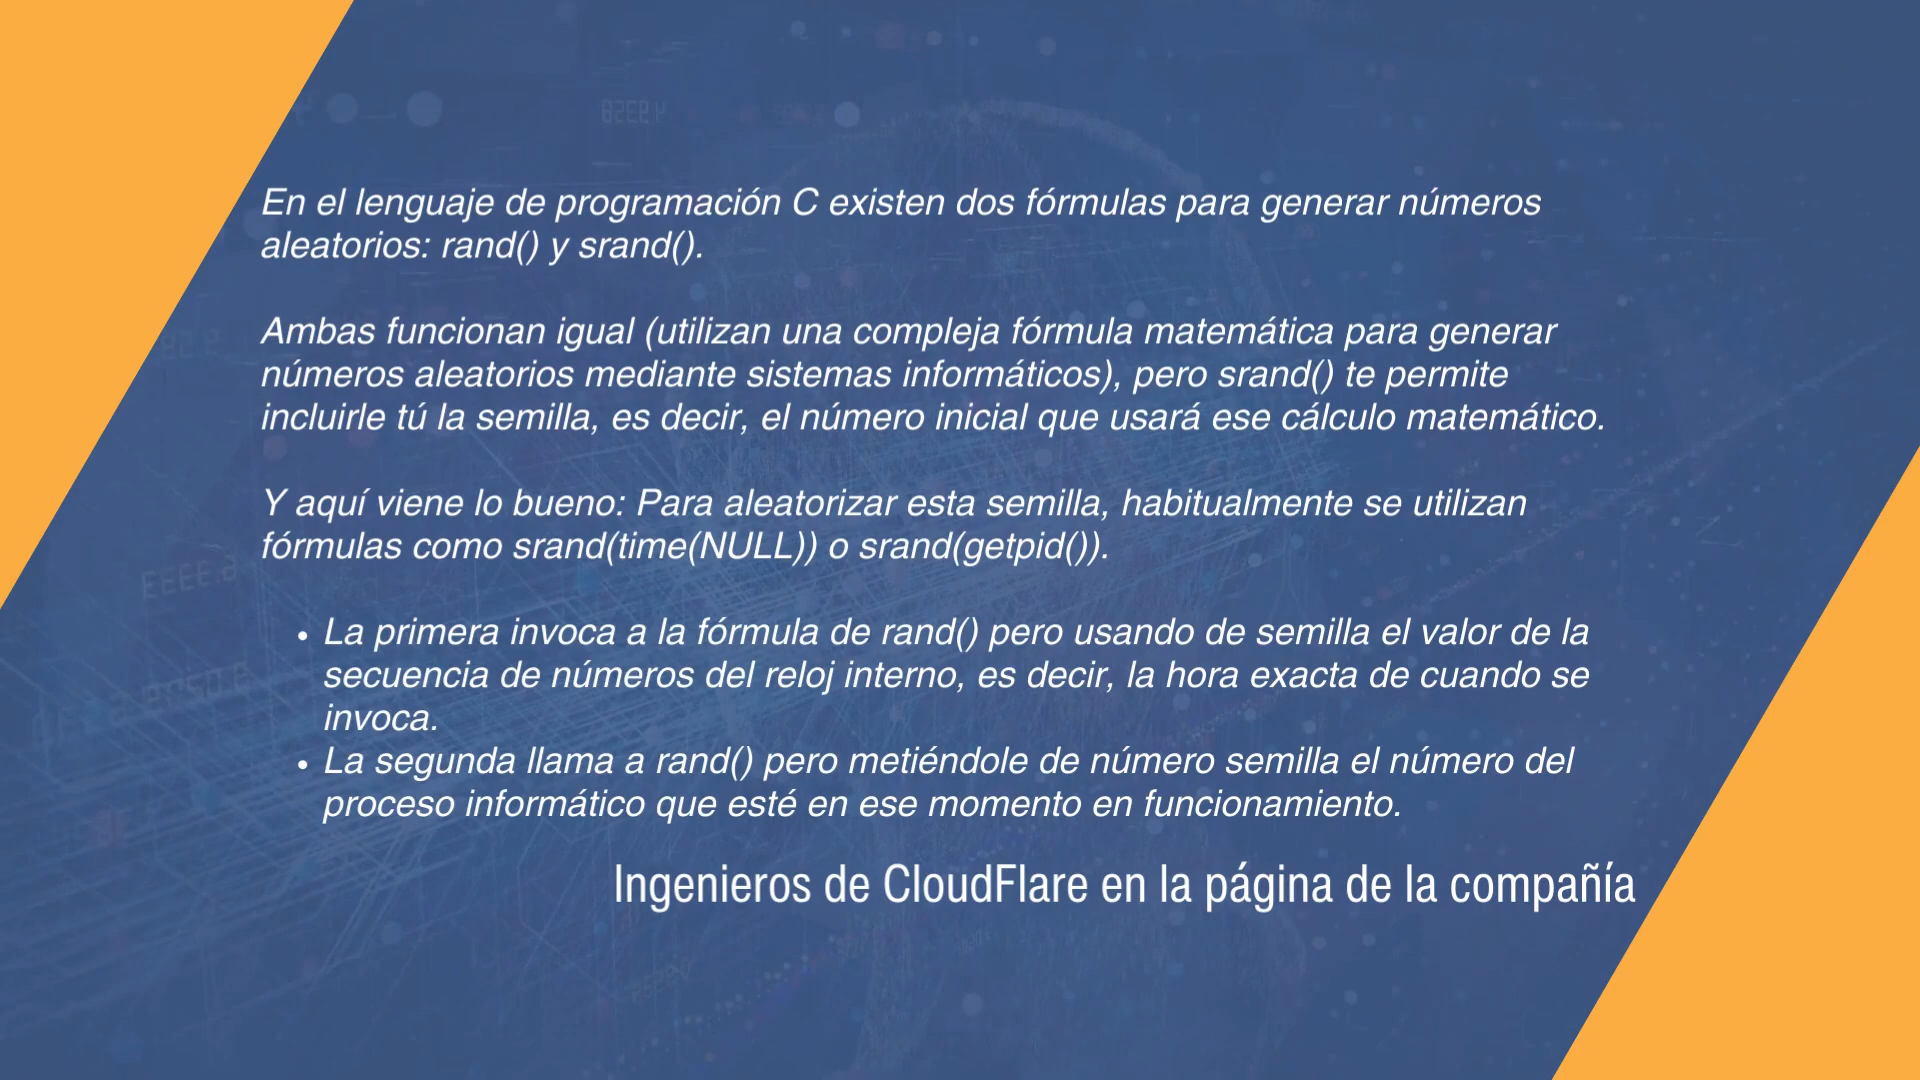 En el lenguaje de programación C existen dos fórmulas para generar números
aleatorios: rand() y srand().
Ambas funcionan igual (utilizan una compleja fórmula matemática para generar
números aleatorios mediante sistemas informáticos), pero srand() te permite
incluirle tú la semilla, es decir, el número inicial que usará ese cálculo matemático.
Y aquí viene lo bueno: Para aleatorizar esta semilla, habitualmente se utilizan
fórmulas como srand(time(NULL)) o srand(getpid()).
• La primera invoca a la fórmula de rand() pero usando de semilla el valor de la
secuencia de números del reloj interno, es decir, la hora exacta de cuando se
invoca.
• La segunda llama a rand() pero metiéndole de número semilla el número del
proceso informático que esté en ese momento en funcionamiento.
Ingenieros de CloudFlare en la página de la compañía